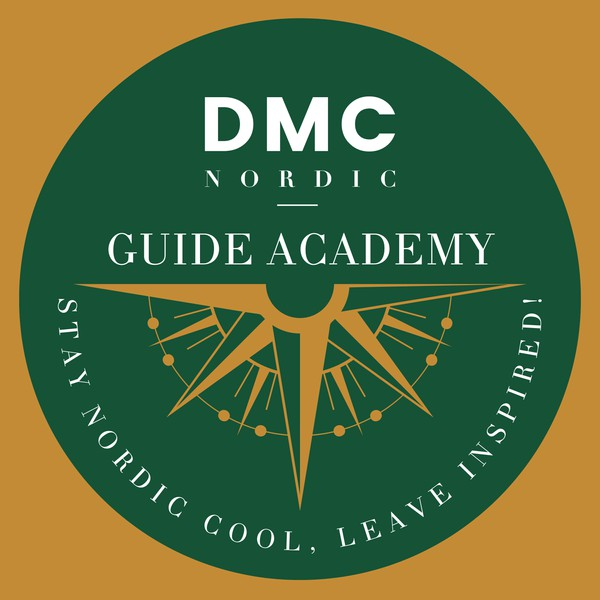 DMC
NORDIC
GUIDE ACADEMY
STAY NORDIC COOL, LEAVE INSPIRED!